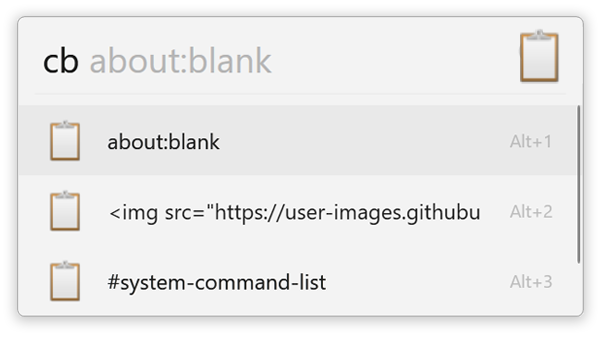 cb about:blank
about:blank Alt+1
<img src="https://user-images.githubu Alt+2
#system-command-list Alt+3